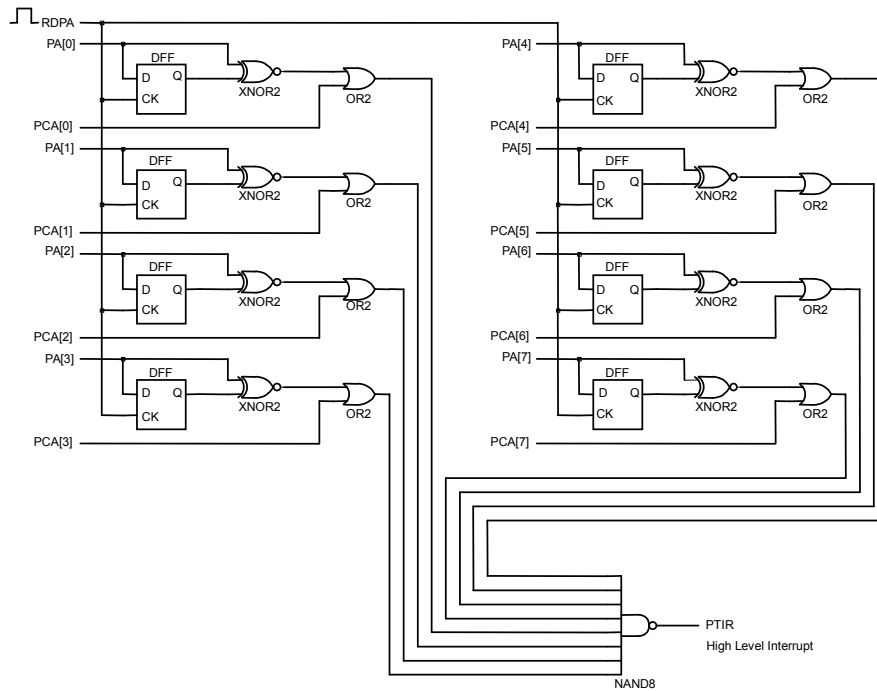 RDPA
PA[0]
DFF
D
Q
CK
XNOR2
OR2
PCA[0]
PA[1]
DFF
D
Q
CK
XNOR2
OR2
PCA[1]
PA[2]
DFF
D
Q
CK
XNOR2
OR2
PCA[2]
PA[3]
DFF
D
Q
CK
XNOR2
OR2
PCA[3]
PA[4]
DFF
D
Q
CK
XNOR2
OR2
PCA[4]
PA[5]
DFF
D
Q
CK
XNOR2
OR2
PCA[5]
PA[6]
DFF
D
Q
CK
XNOR2
OR2
PCA[6]
PA[7]
DFF
D
Q
CK
XNOR2
OR2
PCA[7]
PTIR
High Level Interrupt
NAND8